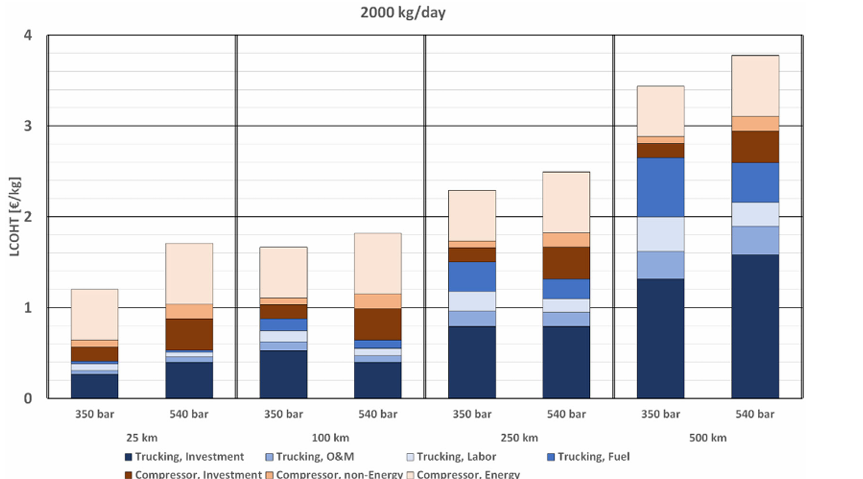 2000 kg/day
LCOHT [€/kg]
4
3
2
1
0
350 bar 540 bar 350 bar 540 bar 350 bar 540 bar 350 bar 540 bar
25 km 100 km 250 km 500 km
Trucking, Investment Trucking, O&M Trucking, Labor Trucking, Fuel
Compressor, Investment Compressor, non-Energy Compressor, Energy